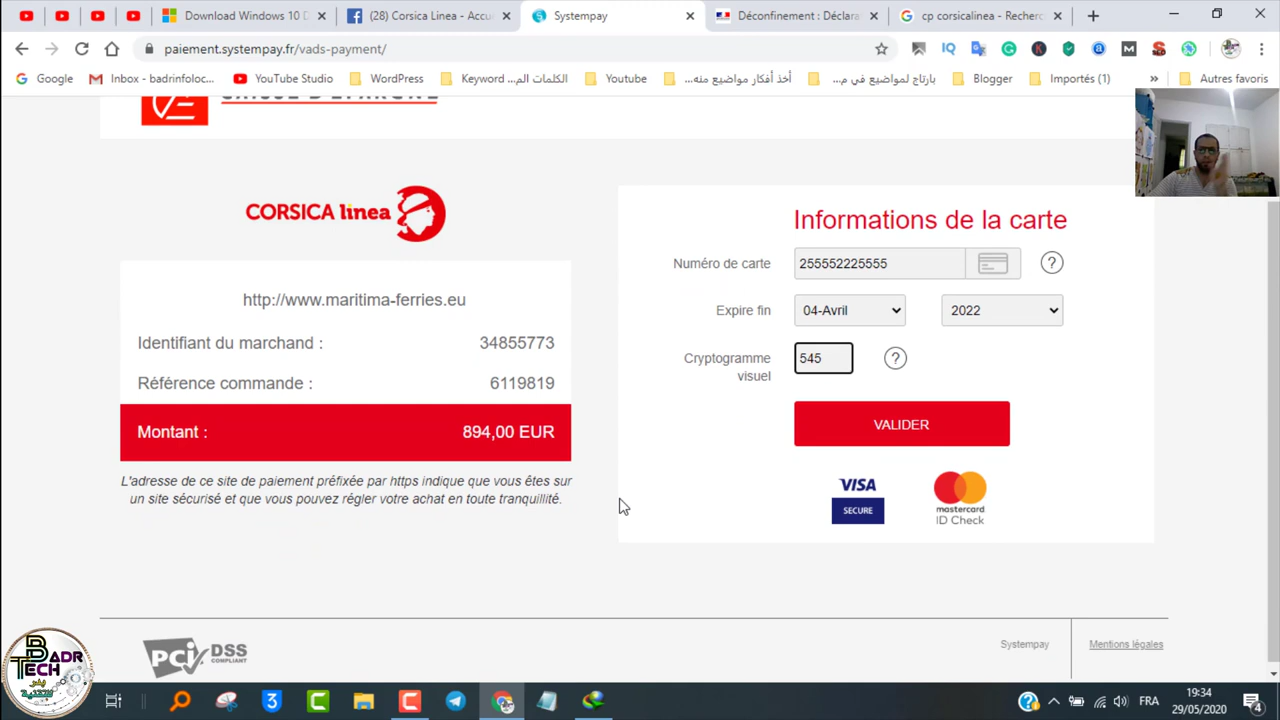 Download Windows 10 D
(28) Corsica Linea - Accu
Systempay
Déconfinement : Déclara
cp corsicalinea - Recherc
paiement.systempay.fr/vads-payment/
Google
Inbox - badrinfoloc...
YouTube Studio
WordPress
Keyword الكلمات الم...
Youtube
أخذ أفكار مواضيع منه...
بارتاج لمواضيع في م...
Blogger
Importés (1)
Autres favoris
CAISSE D'EPARGNE
CORSICA linea
http://www.maritima-ferries.eu
Identifiant du marchand : 34855773
Référence commande : 6119819
Montant : 894,00 EUR
L'adresse de ce site de paiement préfixée par https indique que vous êtes sur
un site sécurisé et que vous pouvez régler votre achat en toute tranquillité.
Informations de la carte
Numéro de carte 255552225555
Expire fin 04-Avril 2022
Cryptogramme
visuel 545
VALIDER
VISA
SECURE
mastercard
ID Check
PCI DSS
COMPLIANT
Systempay
Mentions légales
BADR
TECH
FRA
19:34
29/05/2020
4